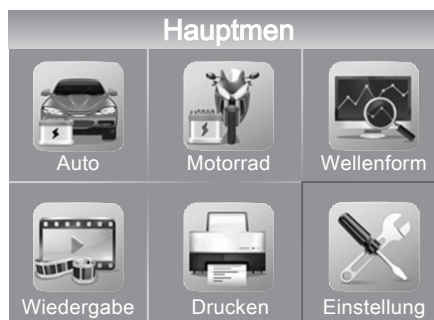 Hauptmen
Auto Motorrad Wellenform
Wiedergabe Drucken Einstellung